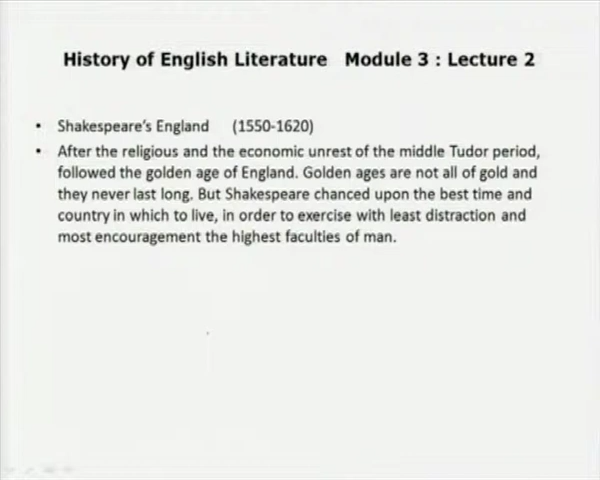 History of English Literature Module 3 : Lecture 2
• Shakespeare's England (1550-1620)
• After the religious and the economic unrest of the middle Tudor period,
followed the golden age of England. Golden ages are not all of gold and
they never last long. But Shakespeare chanced upon the best time and
country in which to live, in order to exercise with least distraction and
most encouragement the highest faculties of man.